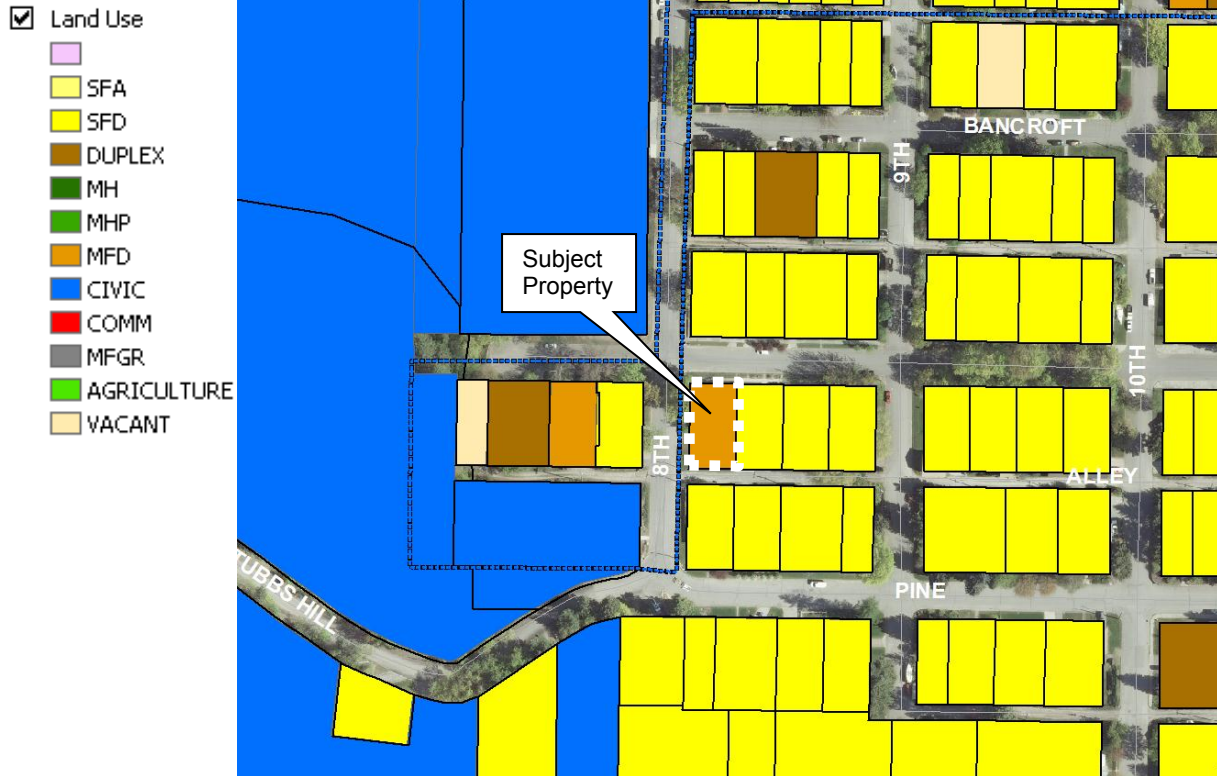 Land Use
SFA
SFD
DUPLEX
MH
MHP
MFD
CIVIC
COMM
MFGR
AGRICULTURE
VACANT
BANCROFT
9TH
Subject
Property
10TH
8TH
ALLEY
TUBBS HILL
PINE